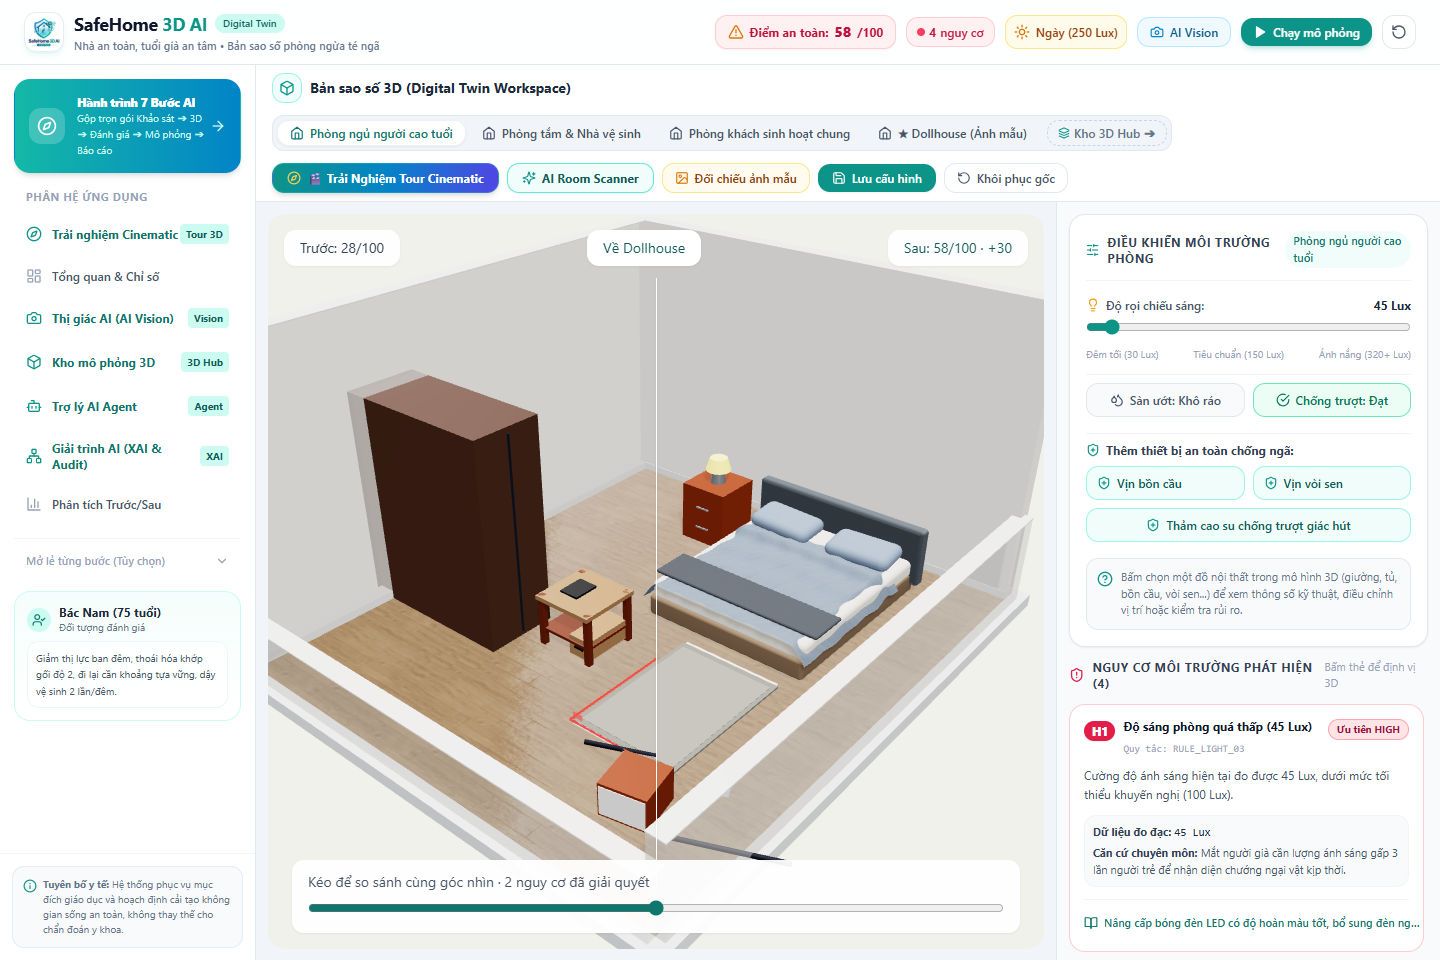 SafeHome 3D AI
Digital Twin
Nhà an toàn, tuổi già an tâm • Bản sao số phòng ngừa té ngã
Điểm an toàn: 58 /100
4 nguy cơ
Ngày (250 Lux)
AI Vision
Chạy mô phỏng
Hành trình 7 Bước AI
Gộp trọn gói Khảo sát ➔ 3D
➔ Đánh giá ➔ Mô phỏng ➔
Báo cáo
PHÂN HỆ ỨNG DỤNG
Trải nghiệm Cinematic
Tour 3D
Tổng quan & Chỉ số
Thị giác AI (AI Vision)
Vision
Kho mô phỏng 3D
3D Hub
Trợ lý AI Agent
Agent
Giải trình AI (XAI &
Audit)
XAI
Phân tích Trước/Sau
Mở lẻ từng bước (Tùy chọn)
Bác Nam (75 tuổi)
Đối tượng đánh giá
Giảm thị lực ban đêm, thoái hóa khớp
gối độ 2, đi lại cần khoảng tựa vững, dậy
vệ sinh 2 lần/đêm.
Tuyên bố y tế: Hệ thống phục vụ mục
đích giáo dục và hoạch định cải tạo không
gian sống an toàn, không thay thế cho
chẩn đoán y khoa.
Bản sao số 3D (Digital Twin Workspace)
Phòng ngủ người cao tuổi
Phòng tắm & Nhà vệ sinh
Phòng khách sinh hoạt chung
★ Dollhouse (Ảnh mẫu)
Kho 3D Hub ➔
Trải Nghiệm Tour Cinematic
AI Room Scanner
Đối chiếu ảnh mẫu
Lưu cấu hình
Khôi phục gốc
Trước: 28/100
Về Dollhouse
Sau: 58/100 · +30
Kéo để so sánh cùng góc nhìn · 2 nguy cơ đã giải quyết
ĐIỀU KHIỂN MÔI TRƯỜNG
PHÒNG
Phòng ngủ người cao
tuổi
Độ rọi chiếu sáng:
45 Lux
Đêm tối (30 Lux)
Tiêu chuẩn (150 Lux)
Ánh nắng (320+ Lux)
Sàn ướt: Khô ráo
Chống trượt: Đạt
Thêm thiết bị an toàn chống ngã:
Vịn bồn cầu
Vịn vòi sen
Thảm cao su chống trượt giác hút
Bấm chọn một đồ nội thất trong mô hình 3D (giường, tủ,
bồn cầu, vòi sen...) để xem thông số kỹ thuật, điều chỉnh
vị trí hoặc kiểm tra rủi ro.
NGUY CƠ MÔI TRƯỜNG PHÁT HIỆN
(4)
Bấm thẻ để định vị
3D
H1
Độ sáng phòng quá thấp (45 Lux)
Ưu tiên HIGH
Quy tắc: RULE_LIGHT_03
Cường độ ánh sáng hiện tại đo được 45 Lux, dưới mức tối
thiểu khuyến nghị (100 Lux).
Dữ liệu đo đạc: 45 Lux
Căn cứ chuyên môn: Mắt người già cần lượng ánh sáng gấp 3
lần người trẻ để nhận diện chướng ngại vật kịp thời.
Nâng cấp bóng đèn LED có độ hoàn màu tốt, bổ sung đèn ng...